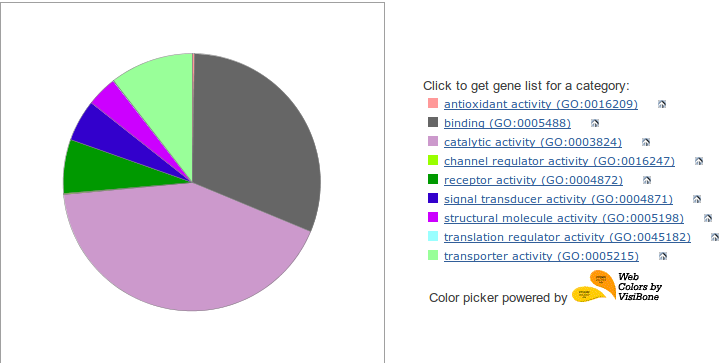 Click to get gene list for a category:
antioxidant activity (GO:0016209)
binding (GO:0005488)
catalytic activity (GO:0003824)
channel regulator activity (GO:0016247)
receptor activity (GO:0004872)
signal transducer activity (GO:0004871)
structural molecule activity (GO:0005198)
translation regulator activity (GO:0045182)
transporter activity (GO:0005215)
Color picker powered by
Web
Colors by
VisiBone